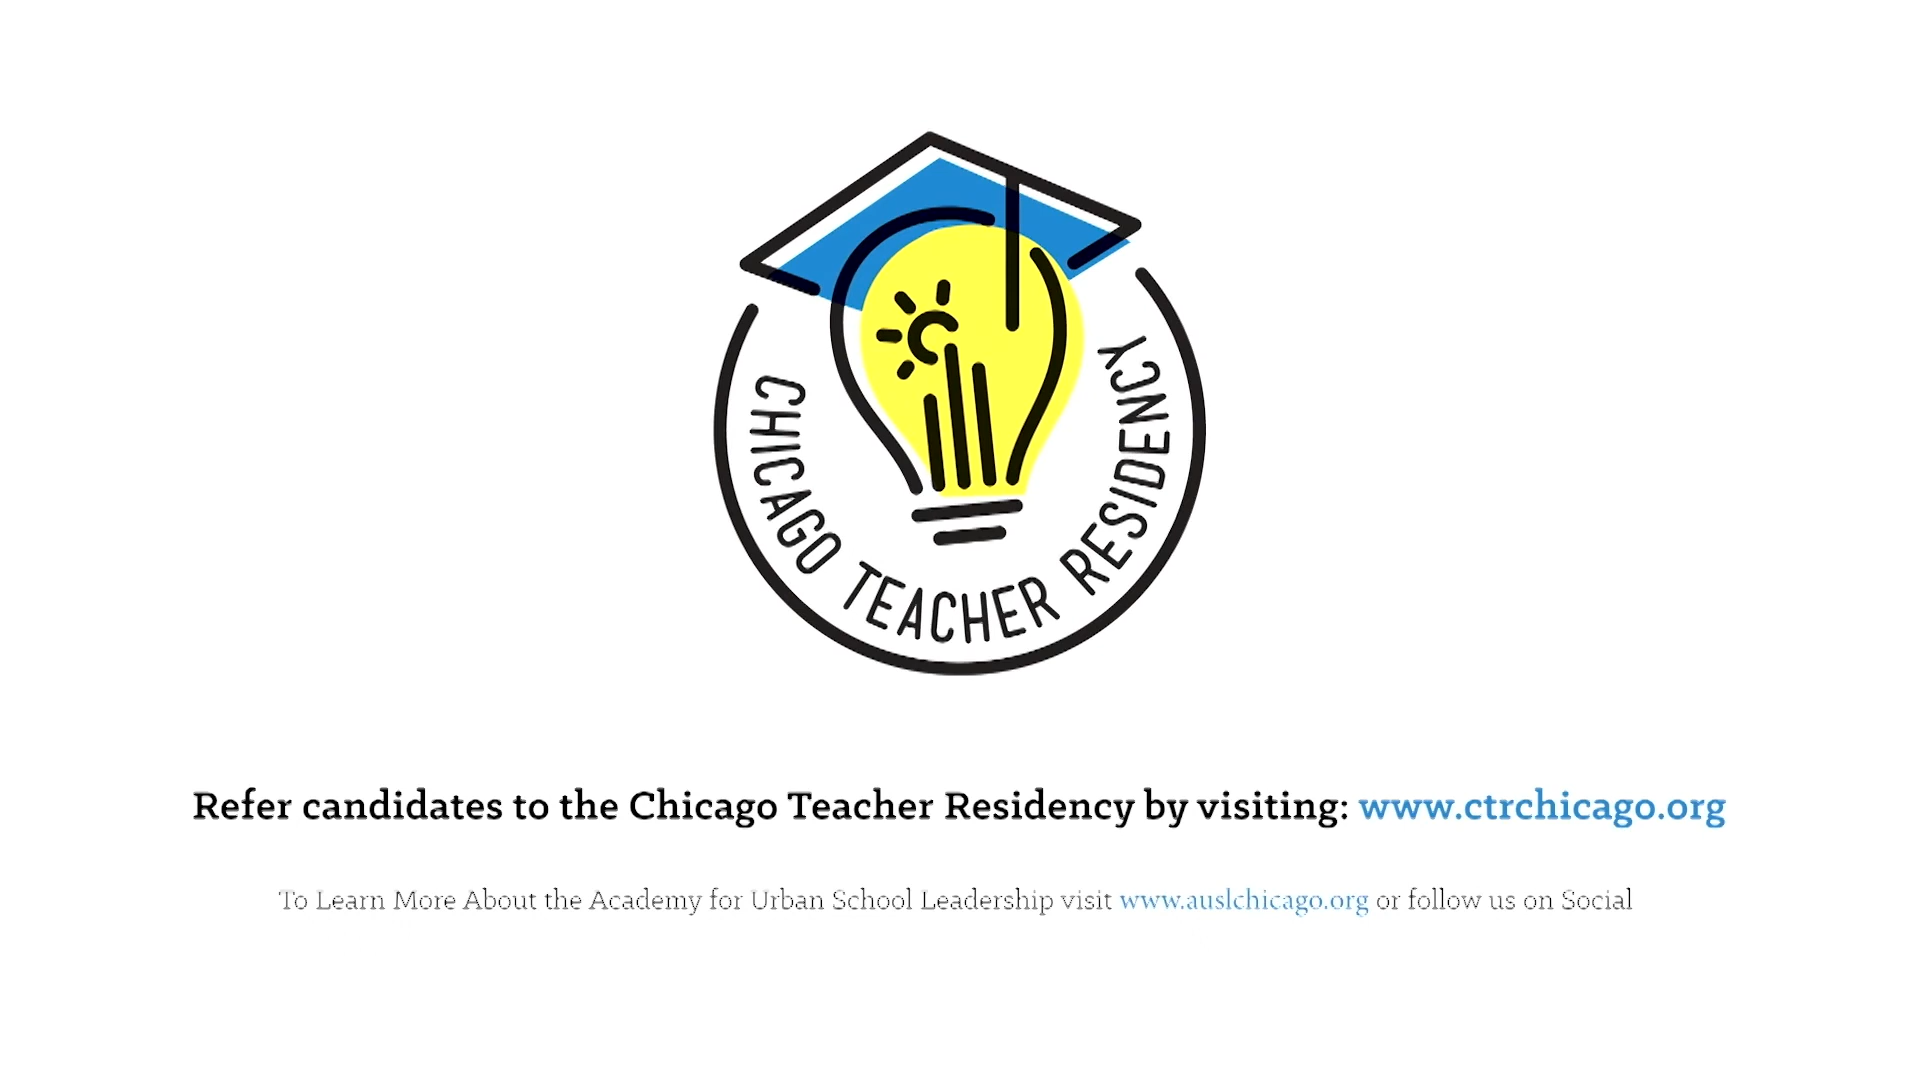 CHICAGO TEACHER RESIDENCY
Refer candidates to the Chicago Teacher Residency by visiting: www.ctrchicago.org
To Learn More About the Academy for Urban School Leadership visit www.auslchicago.org or follow us on Social